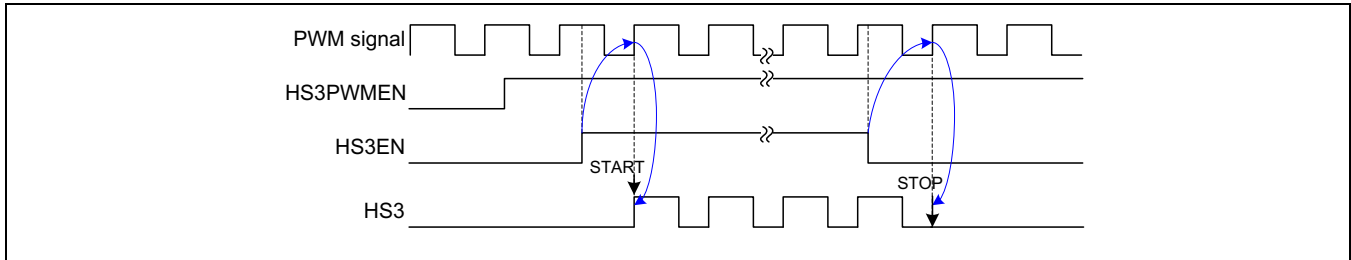 PWM signal
HS3PWMEN
HS3EN
START
STOP
HS3